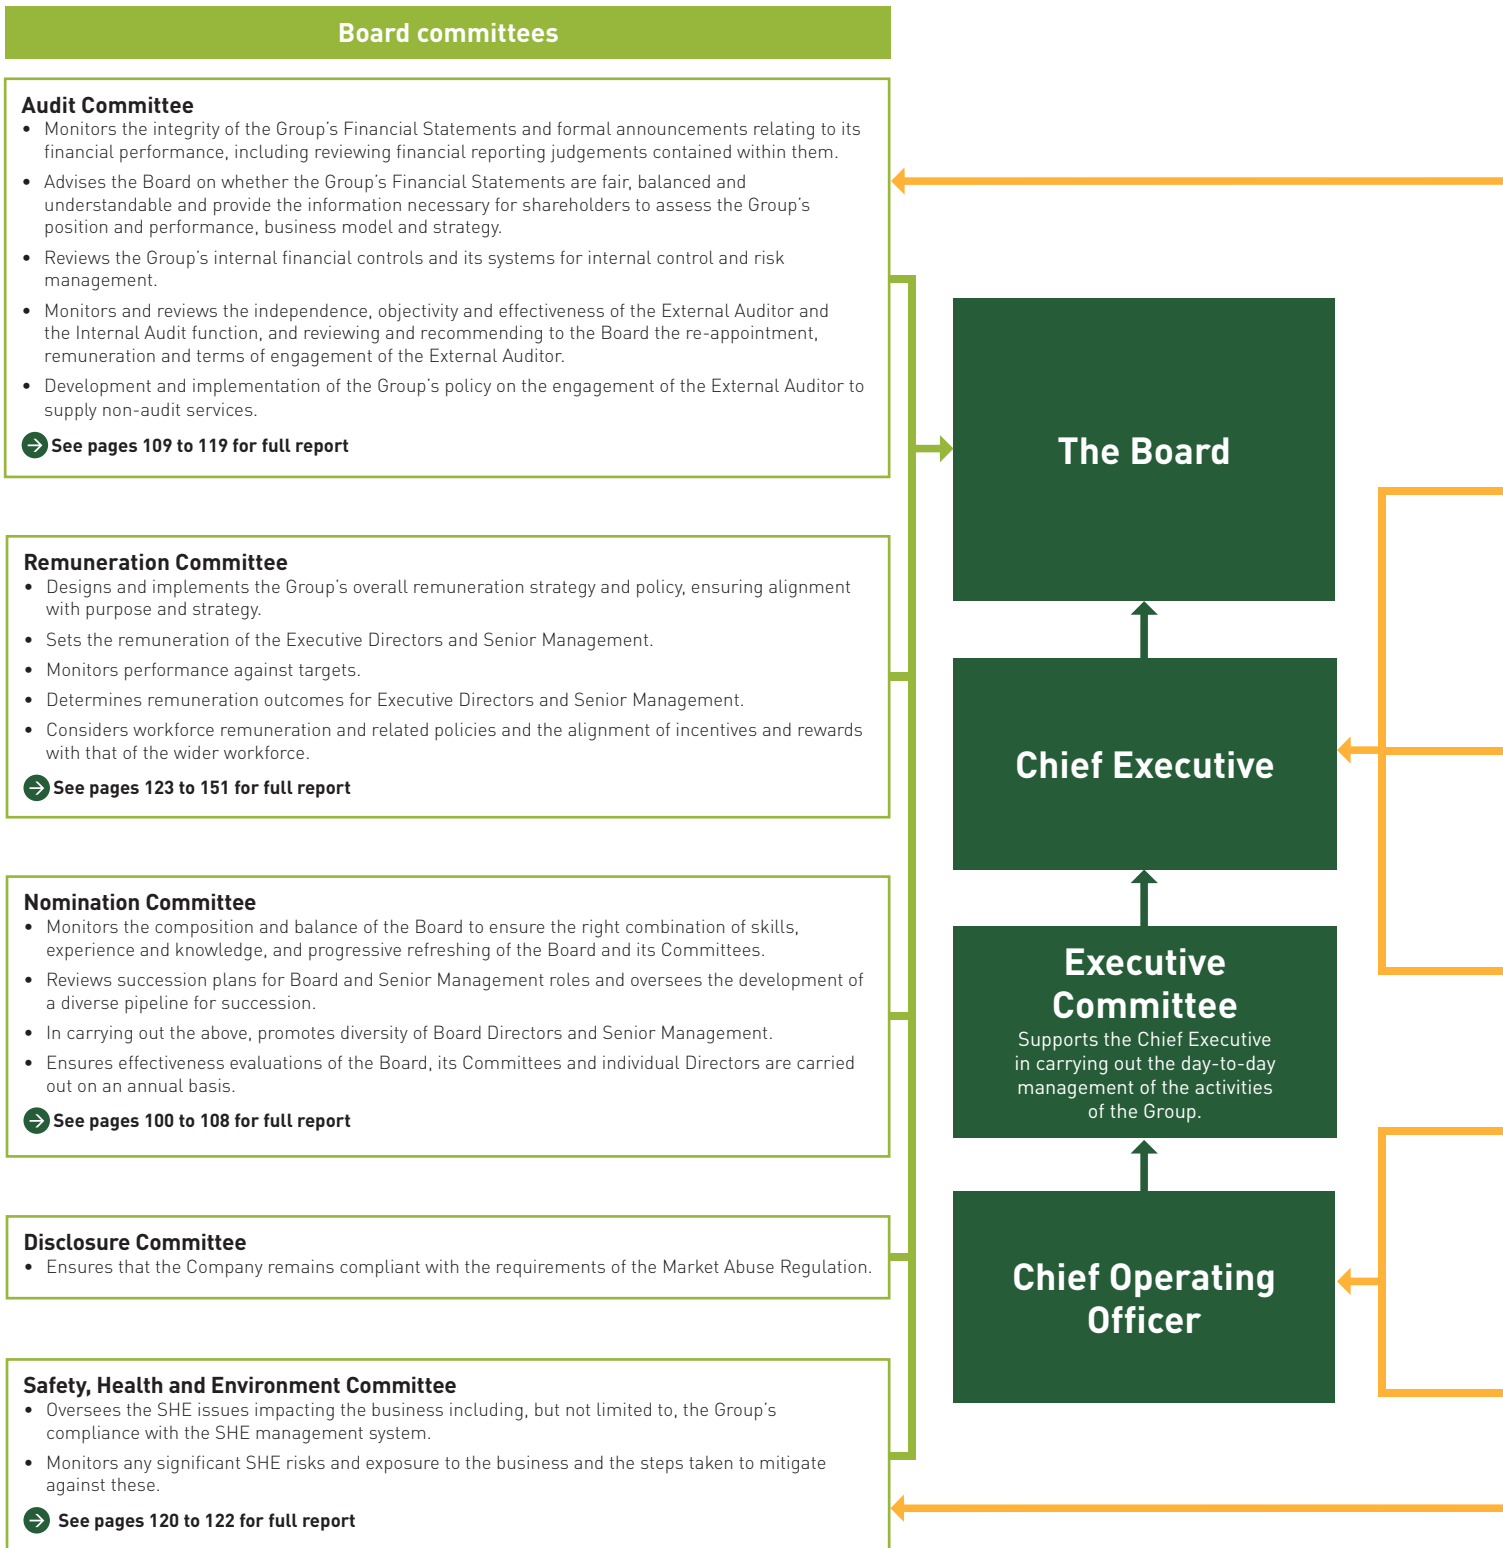 Board committees
Audit Committee
• Monitors the integrity of the Group's Financial Statements and formal announcements relating to its
financial performance, including reviewing financial reporting judgements contained within them.
• Advises the Board on whether the Group's Financial Statements are fair, balanced and
understandable and provide the information necessary for shareholders to assess the Group's
position and performance, business model and strategy.
• Reviews the Group's internal financial controls and its systems for internal control and risk
management.
• Monitors and reviews the independence, objectivity and effectiveness of the External Auditor and
the Internal Audit function, and reviewing and recommending to the Board the re-appointment,
remuneration and terms of engagement of the External Auditor.
• Development and implementation of the Group's policy on the engagement of the External Auditor to
supply non-audit services.
See pages 109 to 119 for full report
Remuneration Committee
• Designs and implements the Group's overall remuneration strategy and policy, ensuring alignment
with purpose and strategy.
• Sets the remuneration of the Executive Directors and Senior Management.
• Monitors performance against targets.
• Determines remuneration outcomes for Executive Directors and Senior Management.
• Considers workforce remuneration and related policies and the alignment of incentives and rewards
with that of the wider workforce.
See pages 123 to 151 for full report
Nomination Committee
• Monitors the composition and balance of the Board to ensure the right combination of skills,
experience and knowledge, and progressive refreshing of the Board and its Committees.
• Reviews succession plans for Board and Senior Management roles and oversees the development of
a diverse pipeline for succession.
• In carrying out the above, promotes diversity of Board Directors and Senior Management.
• Ensures effectiveness evaluations of the Board, its Committees and individual Directors are carried
out on an annual basis.
See pages 100 to 108 for full report
Disclosure Committee
• Ensures that the Company remains compliant with the requirements of the Market Abuse Regulation.
Safety, Health and Environment Committee
• Oversees the SHE issues impacting the business including, but not limited to, the Group's
compliance with the SHE management system.
• Monitors any significant SHE risks and exposure to the business and the steps taken to mitigate
against these.
See pages 120 to 122 for full report
The Board
Chief Executive
Executive
Committee
Supports the Chief Executive
in carrying out the day-to-day
management of the activities
of the Group.
Chief Operating
Officer